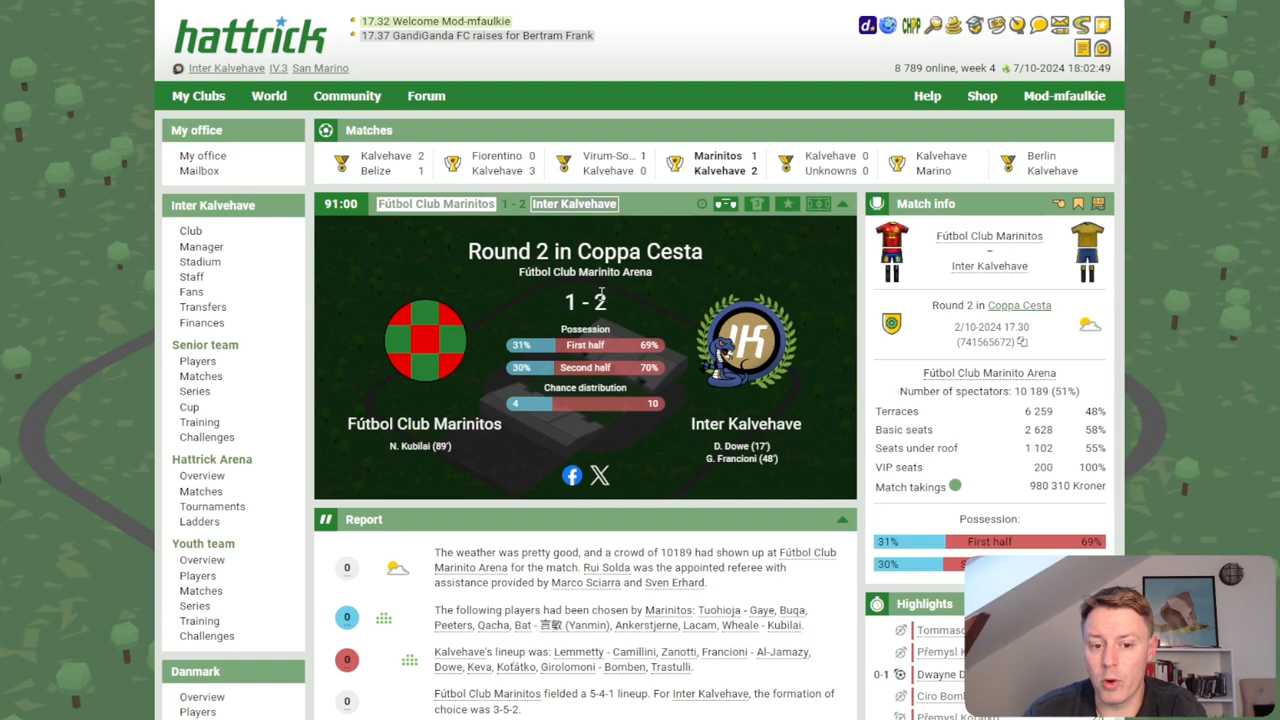 hattrick
17.32 Welcome Mod-mfaulkie
17.37 GandiGanda FC raises for Bertram Frank
CHPP
Inter Kalvehave IV.3 San Marino
8 789 online, week 4 7/10-2024 18:02:49
My Clubs World Community Forum Help Shop Mod-mfaulkie
My office
My office
Mailbox
Inter Kalvehave
Club
Manager
Stadium
Staff
Fans
Transfers
Finances
Senior team
Players
Matches
Series
Cup
Training
Challenges
Hattrick Arena
Overview
Matches
Tournaments
Ladders
Youth team
Overview
Players
Matches
Series
Training
Challenges
Danmark
Overview
Players
Matches
Kalvehave 2 Fiorentino 0 Virum-So... 1 Marinitos 1 Kalvehave 0 Kalvehave Berlin
Belize 1 Kalvehave 3 Kalvehave 0 Kalvehave 2 Unknowns 0 Marino Kalvehave
91:00 Fútbol Club Marinitos 1 - 2 Inter Kalvehave
Round 2 in Coppa Cesta
Fútbol Club Marinito Arena
1 - 2
Possession
31% First half 69%
30% Second half 70%
Chance distribution
4 10
Fútbol Club Marinitos Inter Kalvehave
N. Kubilai (89') D. Dowe (17')
G. Francioni (48')
Report
0 The weather was pretty good, and a crowd of 10189 had shown up at Fútbol Club
Marinito Arena for the match. Rui Solda was the appointed referee with
assistance provided by Marco Sciarra and Sven Erhard.
0 The following players had been chosen by Marinitos: Tuohioja - Gaye, Buqa,
Peeters, Qacha, Bat - 言敏 (Yanmin), Ankerstjerne, Lacam, Wheale - Kubilai.
0 Kalvehave's lineup was: Lemmetty - Camillini, Zanotti, Francioni - Al-Jamazy,
Dowe, Keva, Koťátko, Girolomoni - Bomben, Trastulli.
0 Fútbol Club Marinitos fielded a 5-4-1 lineup. For Inter Kalvehave, the formation of
choice was 3-5-2.
Match info
Fútbol Club Marinitos
–
Inter Kalvehave
Round 2 in Coppa Cesta
2/10-2024 17.30
(741565672)
Fútbol Club Marinito Arena
Number of spectators: 10 189 (51%)
Terraces 6 259 48%
Basic seats 2 628 58%
Seats under roof 1 102 55%
VIP seats 200 100%
Match takings 980 310 Kroner
Possession:
31% First half 69%
30%
Highlights
Tommaso
Přemysl
0-1 Dwayne D
Ciro Bom